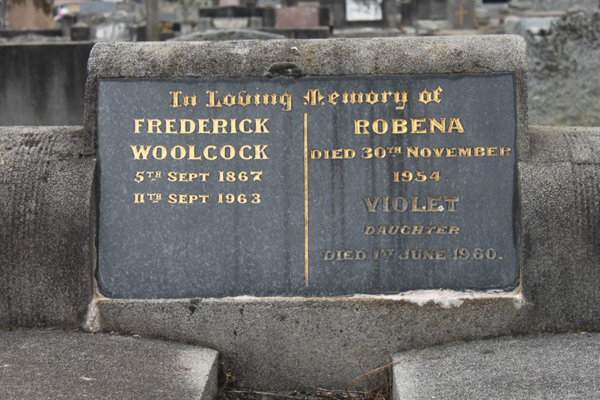 In Loving Memory of
FREDERICK
WOOLCOCK
5TH SEPT 1867
11TH SEPT 1963
ROBENA
DIED 30TH NOVEMBER
1954.
VIOLET
DAUGHTER
DIED 1ST JUNE 1960.